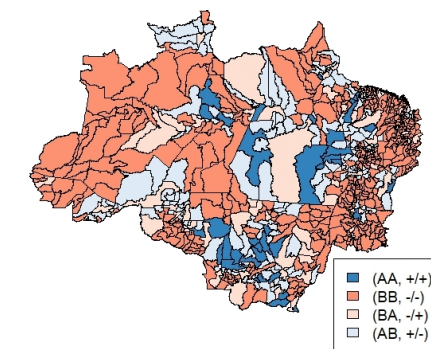 (AA, +/+)
(BB, -/-)
(BA, -/+)
(AB, +/-)